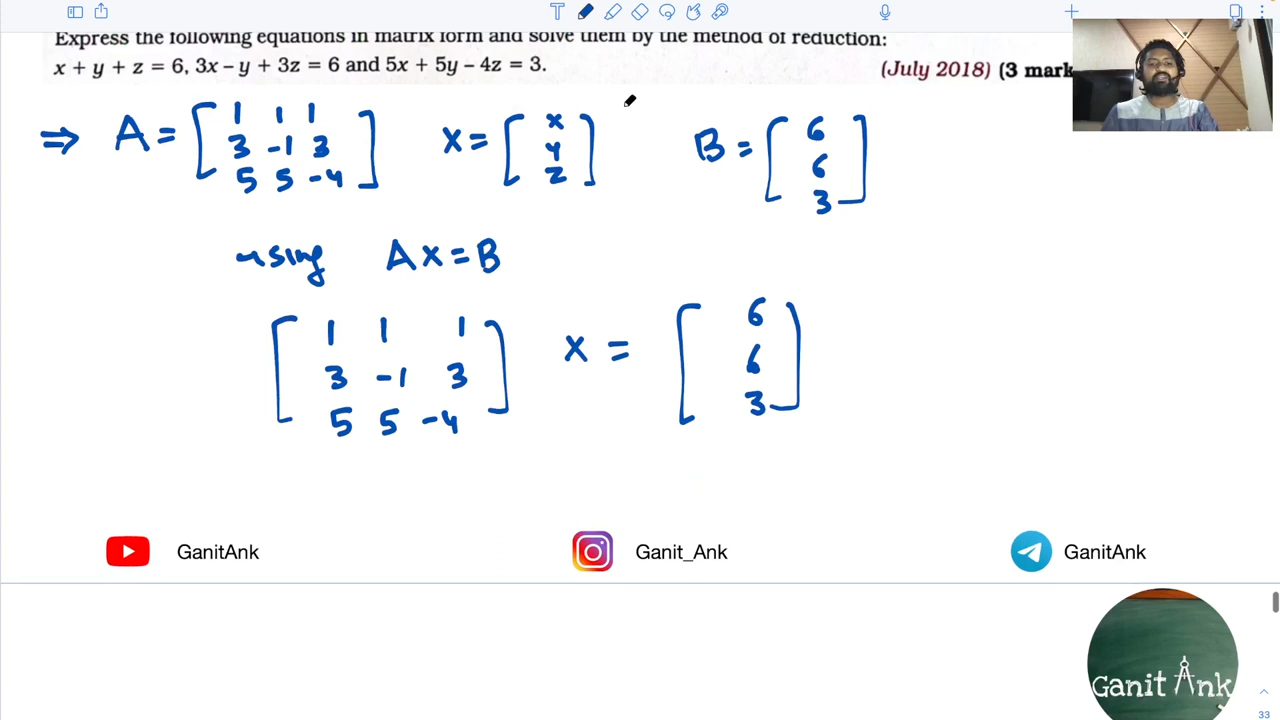 Express the following equations in matrix form and solve them by the method of reduction:
x + y + z = 6, 3x – y + 3z = 6 and 5x + 5y – 4z = 3.
(July 2018) (3 mark
⇒ A = [ 1 1 1
3 -1 3
5 5 -4 ]
x = [ x
y
z ]
B = [ 6
6
3 ]
using Ax = B
[ 1 1 1
3 -1 3
5 5 -4 ]
x =
[ 6
6
3 ]
GanitAnk
Ganit_Ank
GanitAnk
Ganit Ank
33